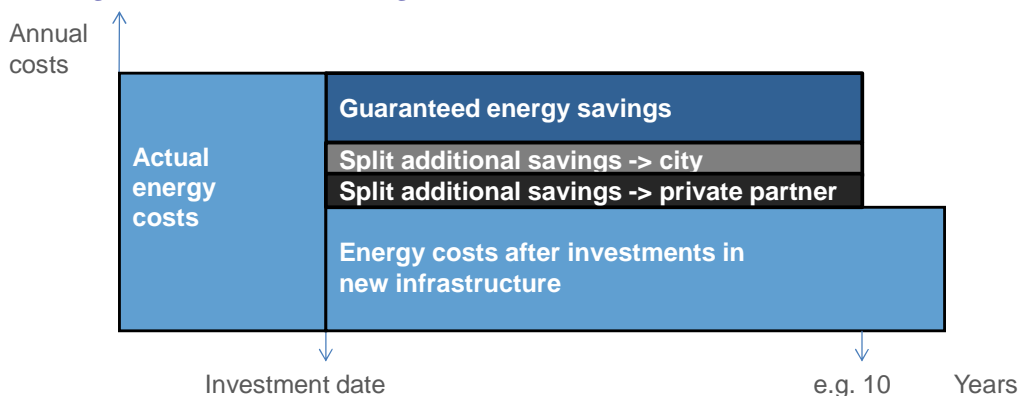 Annual
costs
Guaranteed energy savings
Actual
energy
costs
Split additional savings -> city
Split additional savings -> private partner
Energy costs after investments in
new infrastructure
Investment date
e.g. 10
Years